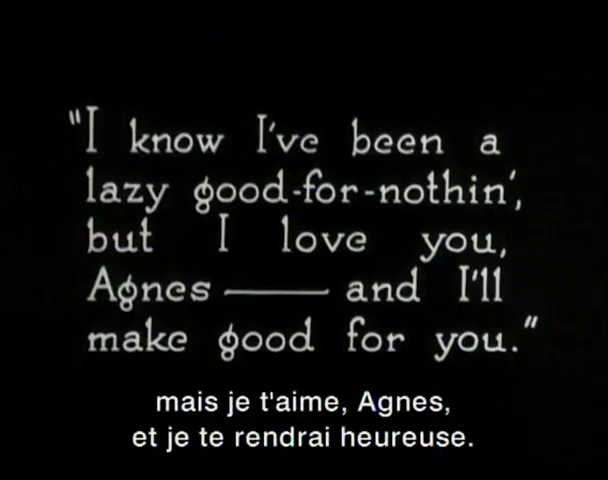 "I know I've been a
lazy good-for-nothin',
but I love you,
Agnes —— and I'll
make good for you."
mais je t'aime, Agnes,
et je te rendrai heureuse.